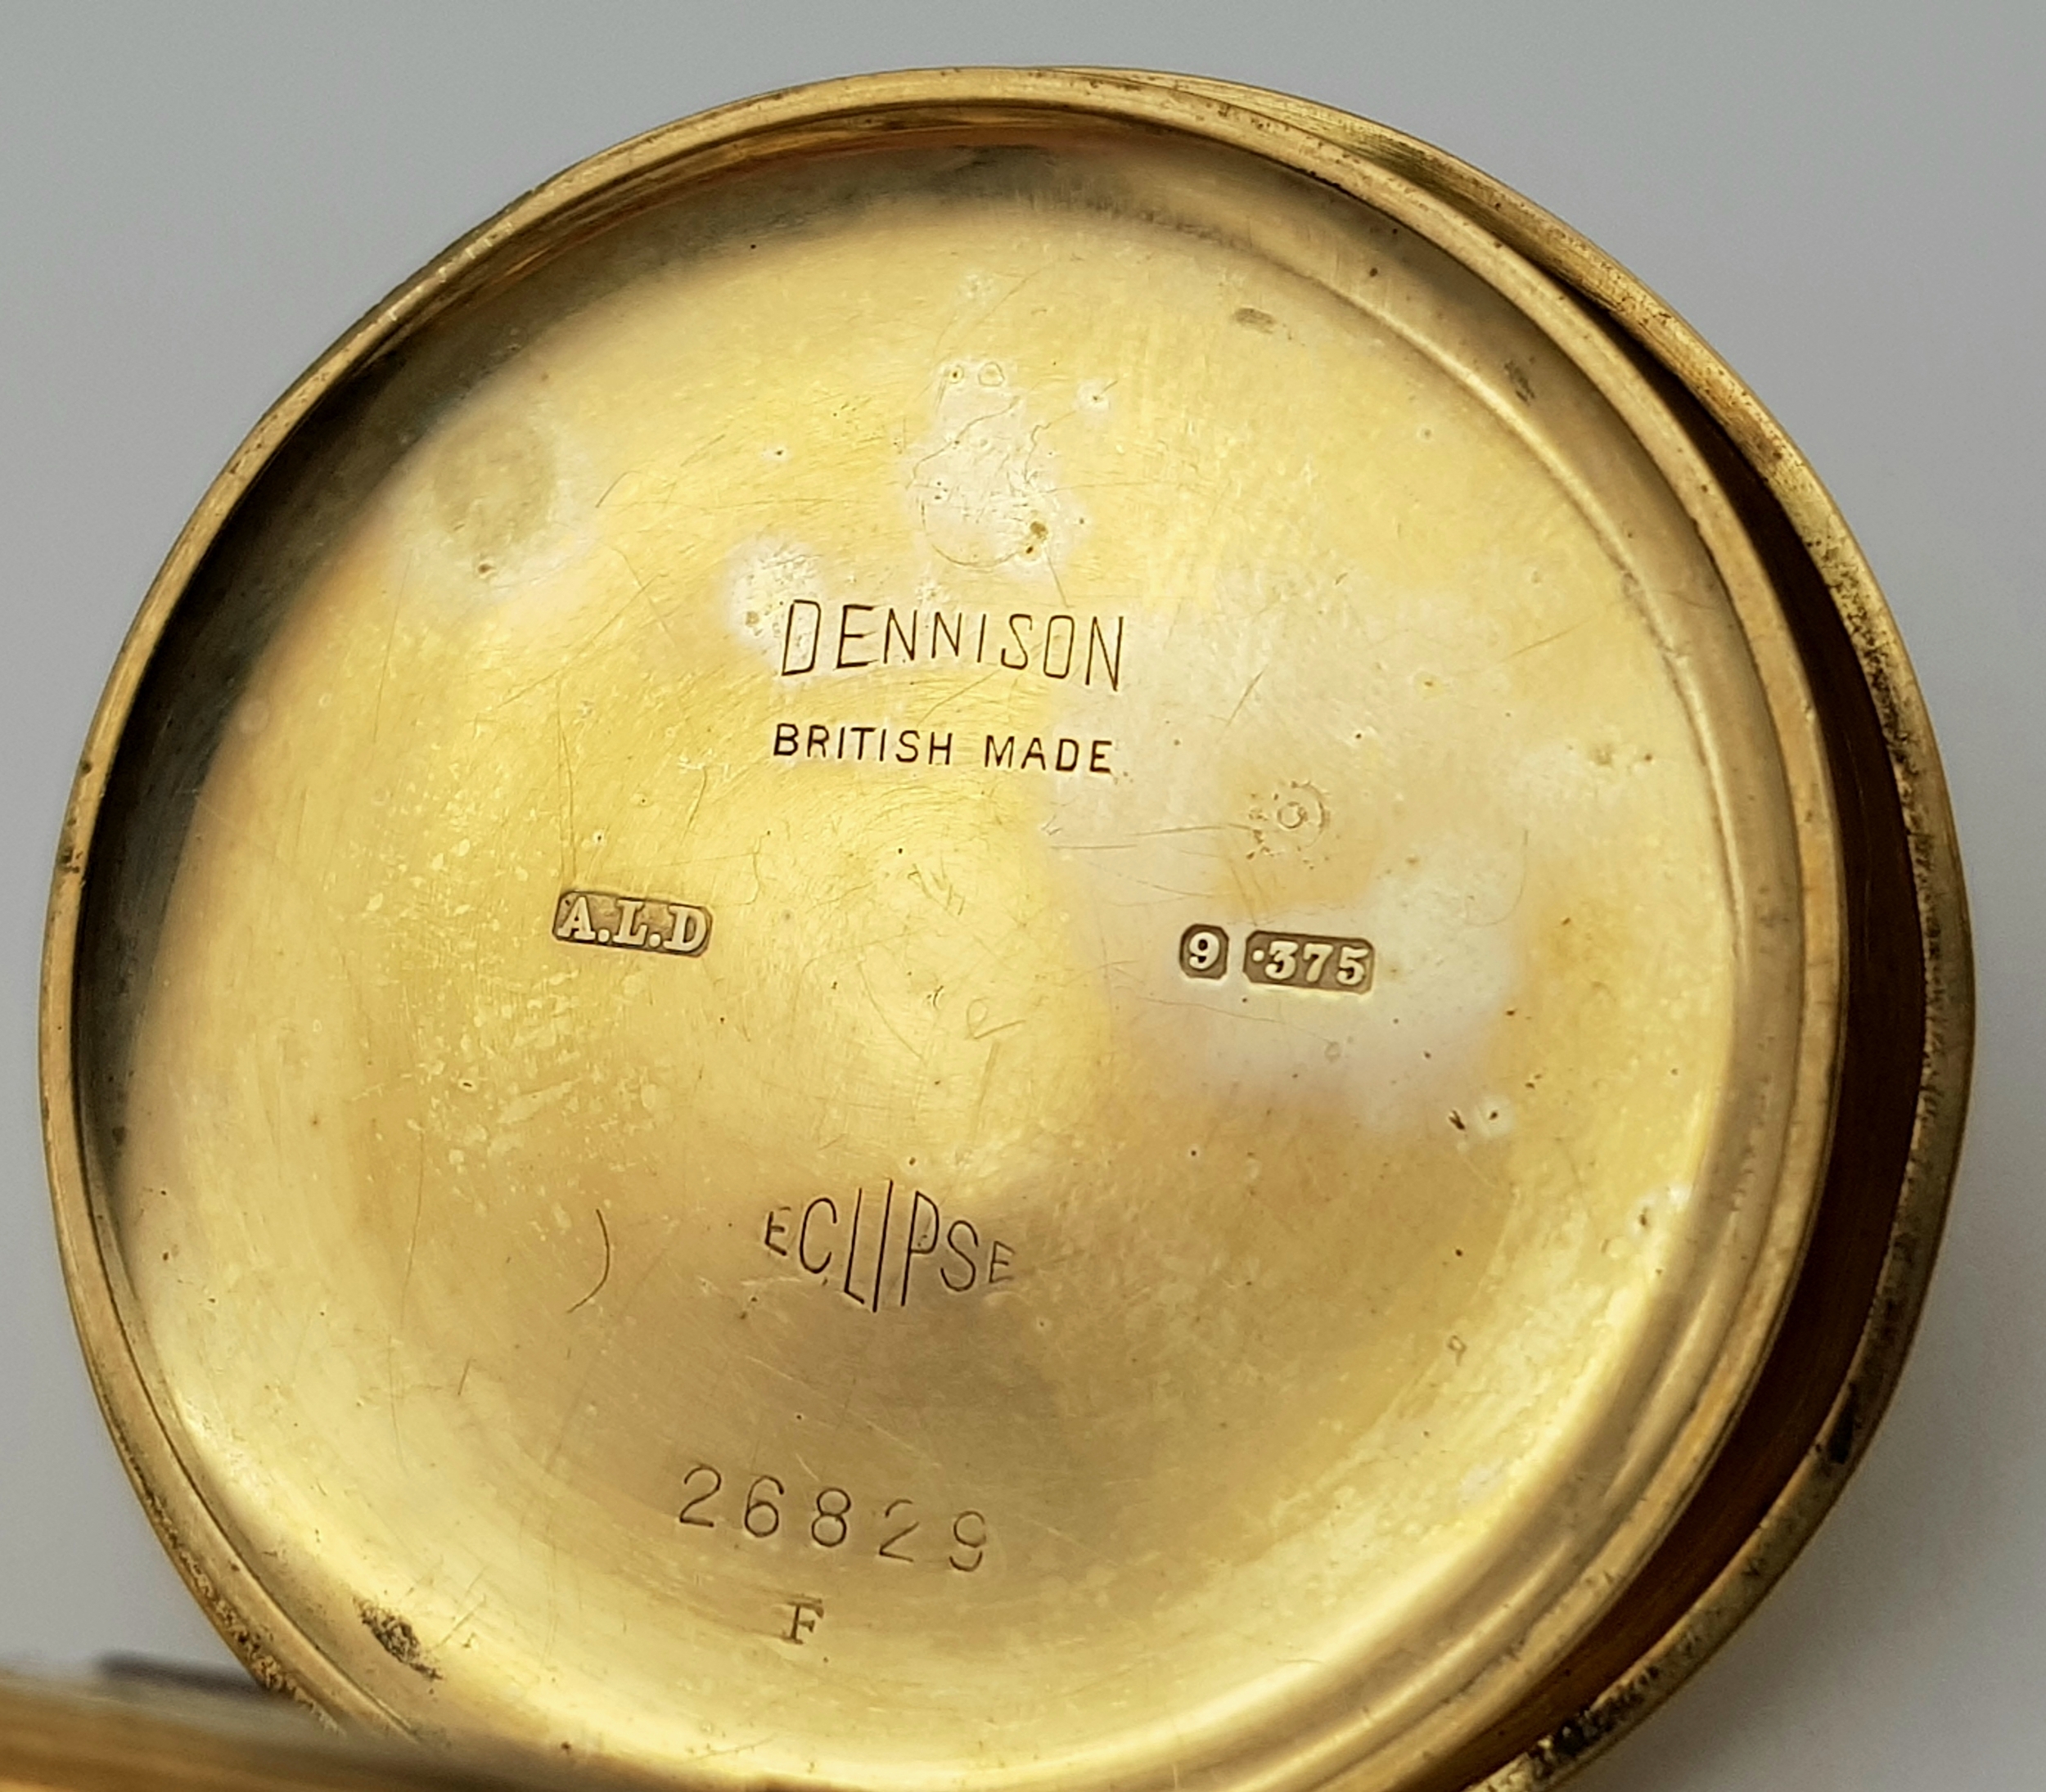 DENNISON
BRITISH MADE
A.L.D 9 .375
ECLIPSE
26829
F